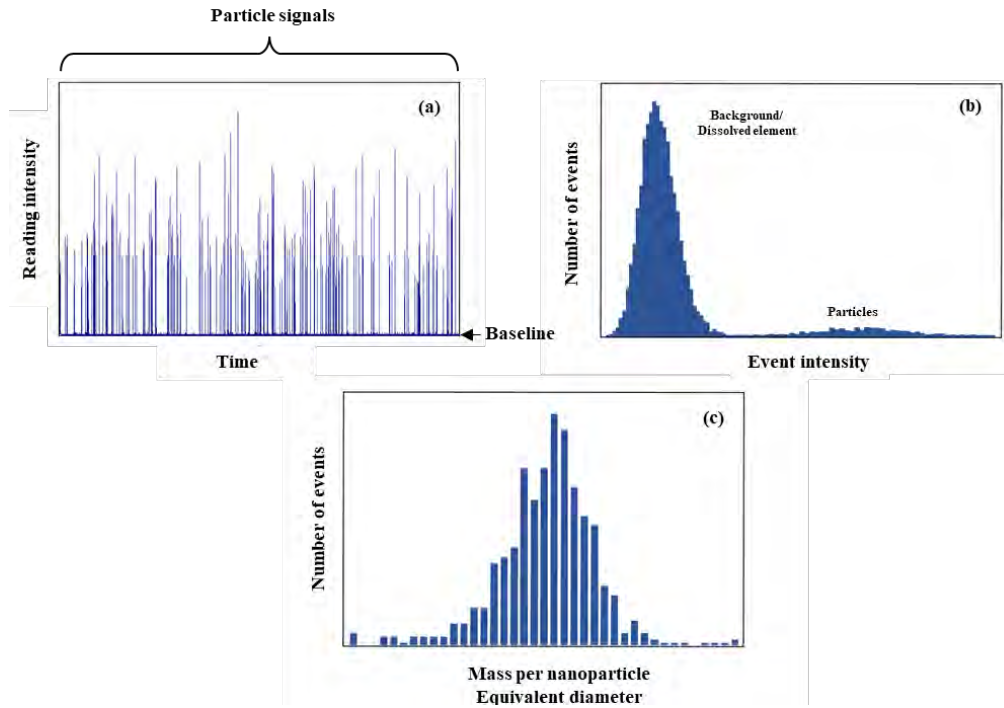 Particle signals
(a)
Reading intensity
Baseline
Time
(b)
Background/
Dissolved element
Number of events
Particles
Event intensity
(c)
Number of events
Mass per nanoparticle
Equivalent diameter